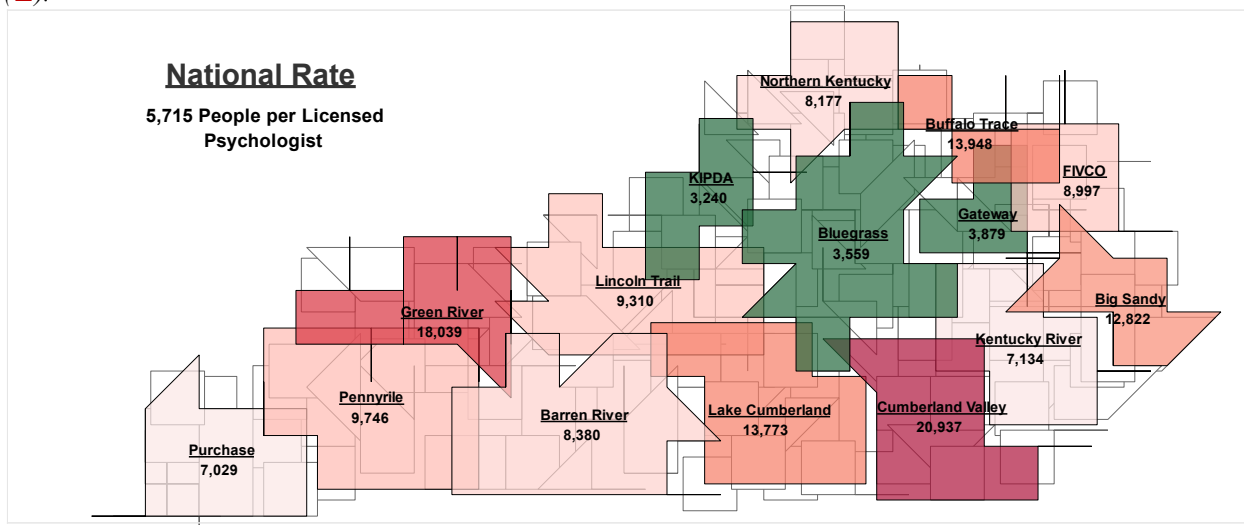 National Rate
5,715 People per Licensed
Psychologist
Northern Kentucky
8,177
Buffalo Trace
13,948
FIVCO
8,997
KIPDA
3,240
Gateway
3,879
Bluegrass
3,559
Lincoln Trail
9,310
Big Sandy
12,822
Green River
18,039
Kentucky River
7,134
Pennyrile
9,746
Barren River
8,380
Lake Cumberland
13,773
Cumberland Valley
20,937
Purchase
7,029